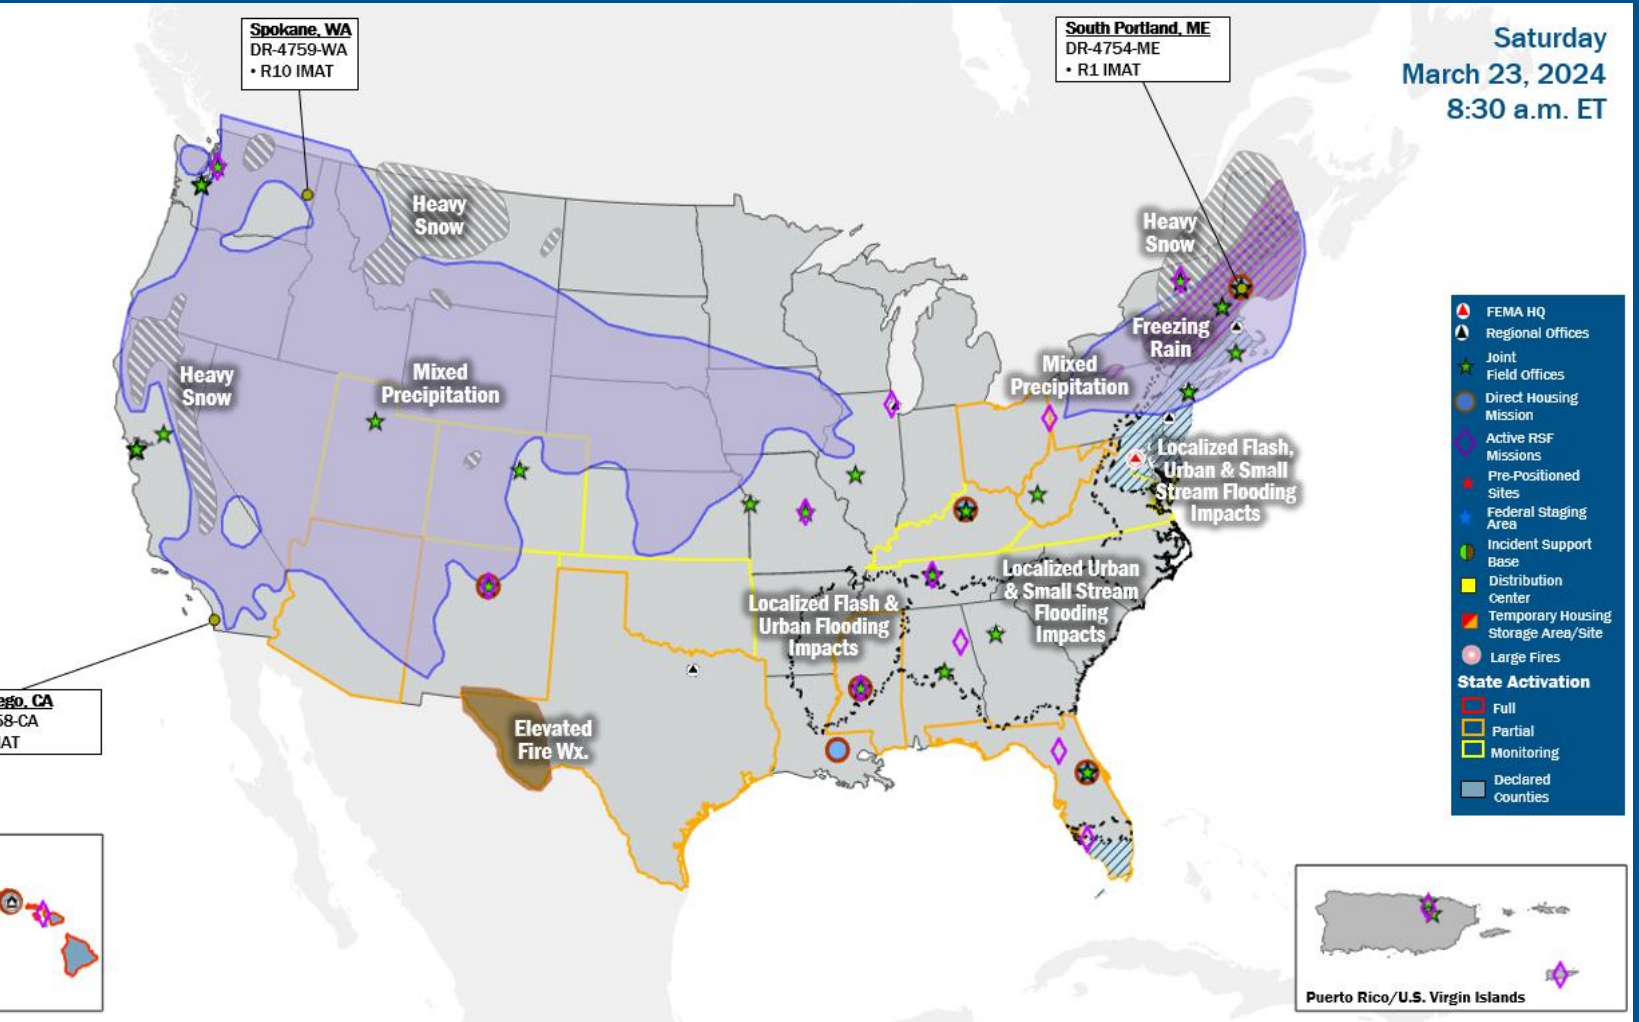 Spokane, WA
DR-4759-WA
• R10 IMAT
South Portland, ME
DR-4754-ME
• R1 IMAT
Saturday
March 23, 2024
8:30 a.m. ET
Heavy
Snow
Heavy
Snow
Freezing
Rain
Mixed
Precipitation
Heavy
Snow
Mixed
Precipitation
Localized Flash,
Urban & Small
Stream Flooding
Impacts
Localized Urban
& Small Stream
Flooding
Impacts
Localized Flash &
Urban Flooding
Impacts
Elevated
Fire Wx.
ego, CA
58-CA
AT
FEMA HQ
Regional Offices
Joint
Field Offices
Direct Housing
Mission
Active RSF
Missions
Pre-Positioned
Sites
Federal Staging
Area
Incident Support
Base
Distribution
Center
Temporary Housing
Storage Area/Site
Large Fires
State Activation
Full
Partial
Monitoring
Declared
Counties
Puerto Rico/U.S. Virgin Islands